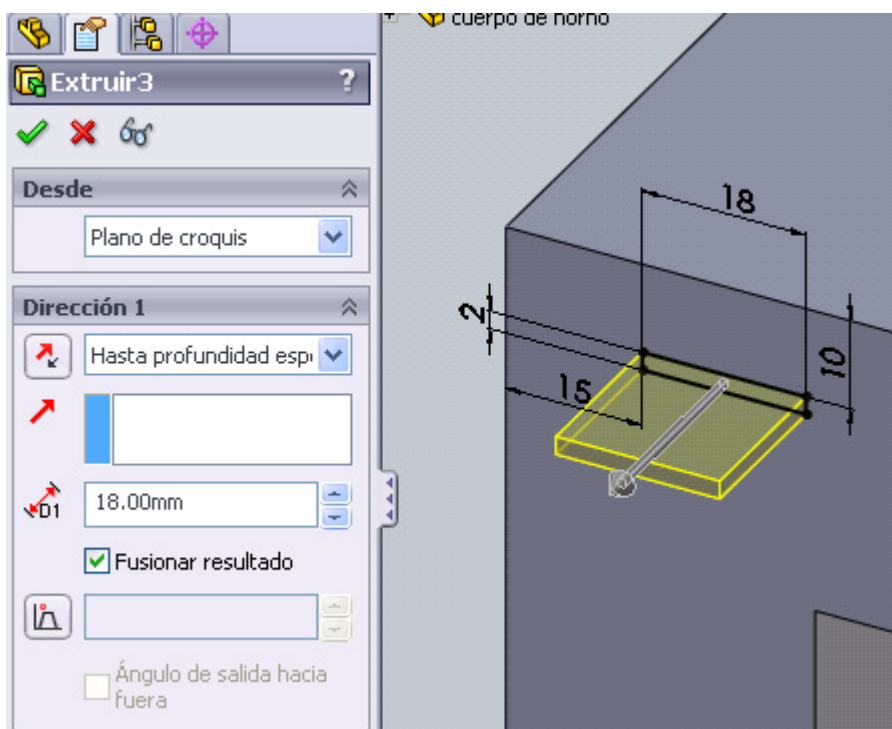 cuerpo de horno
Extruir3 ?
Desde
Plano de croquis
Dirección 1
Hasta profundidad espe
D1 18.00mm
Fusionar resultado
Ángulo de salida hacia
fuera
18
2
10
15